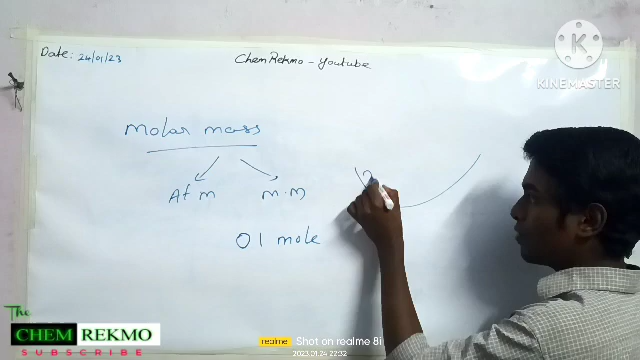 Date: 24/01/23
ChemRekmo - Youtube
KINEMASTER
Molar mass
At M
M.M
01 mole
The
CHEM REKMO
SUBSCRIBE
realme Shot on realme 8i
2023.01.24 22:32